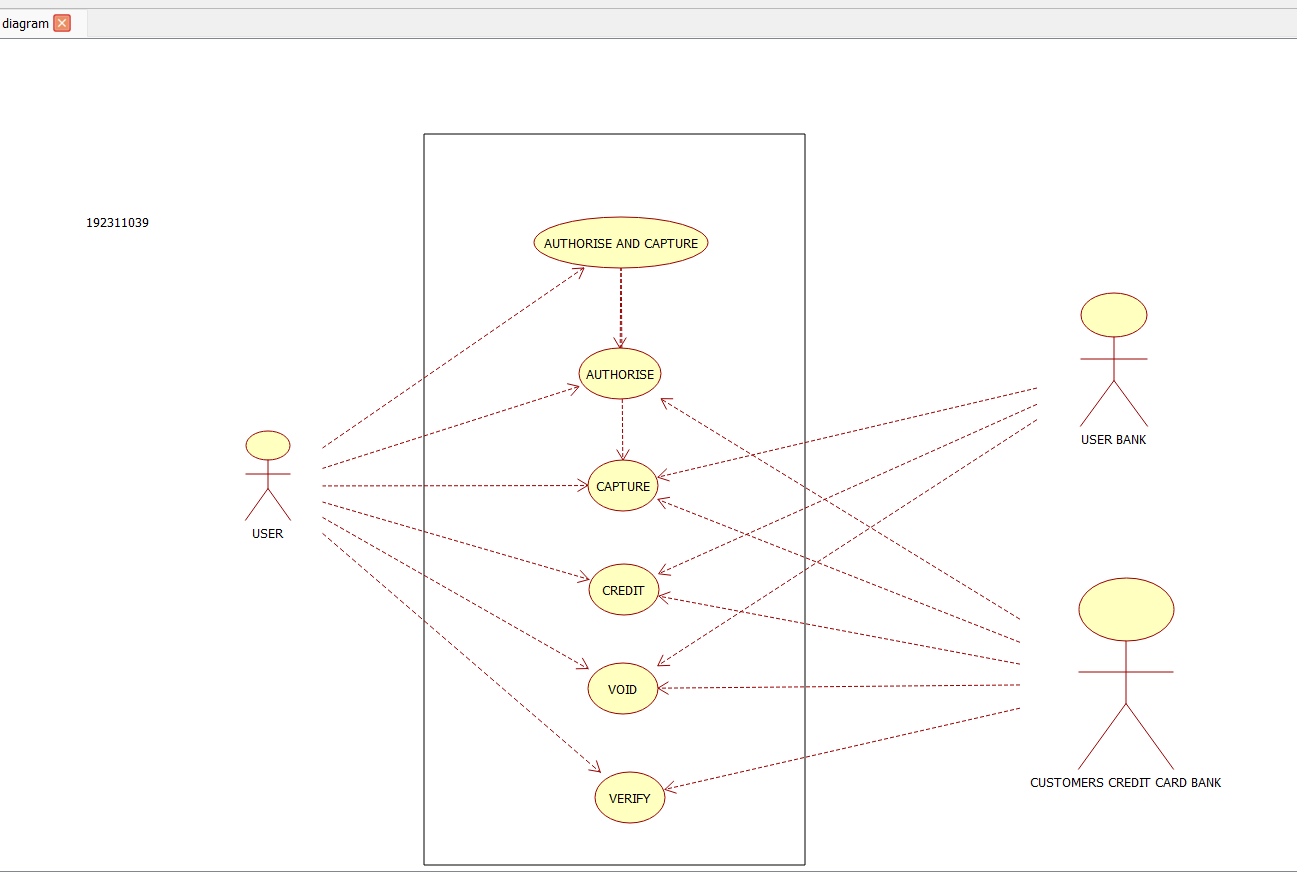 diagram
192311039
AUTHORISE AND CAPTURE
AUTHORISE
USER BANK
CAPTURE
USER
CREDIT
VOID
CUSTOMERS CREDIT CARD BANK
VERIFY